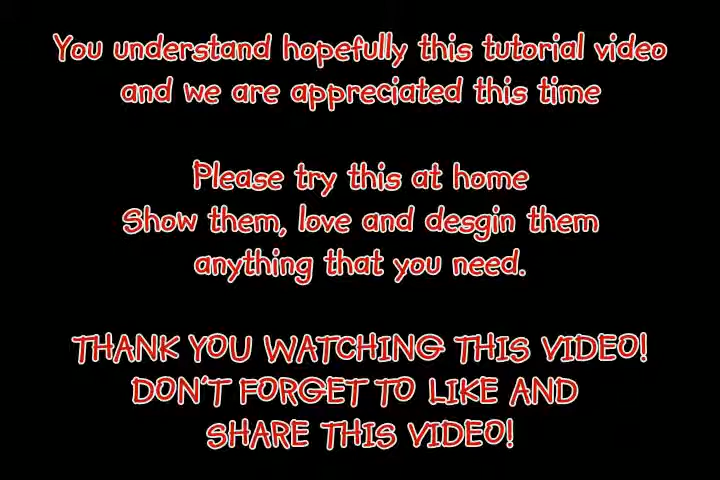 You understand hopefully this tutorial video
and we are appreciated this time
Please try this at home
Show them, love and desgin them
anything that you need.
THANK YOU WATCHING THIS VIDEO!
DON'T FORGET TO LIKE AND
SHARE THIS VIDEO!